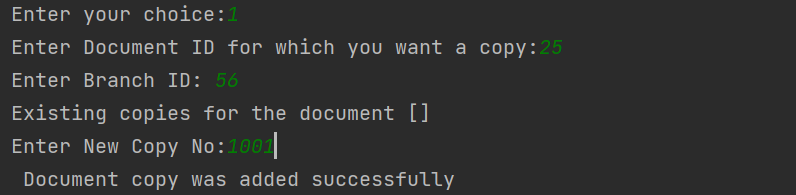 Enter your choice:1
Enter Document ID for which you want a copy:25
Enter Branch ID: 56
Existing copies for the document []
Enter New Copy No:1001
 Document copy was added successfully